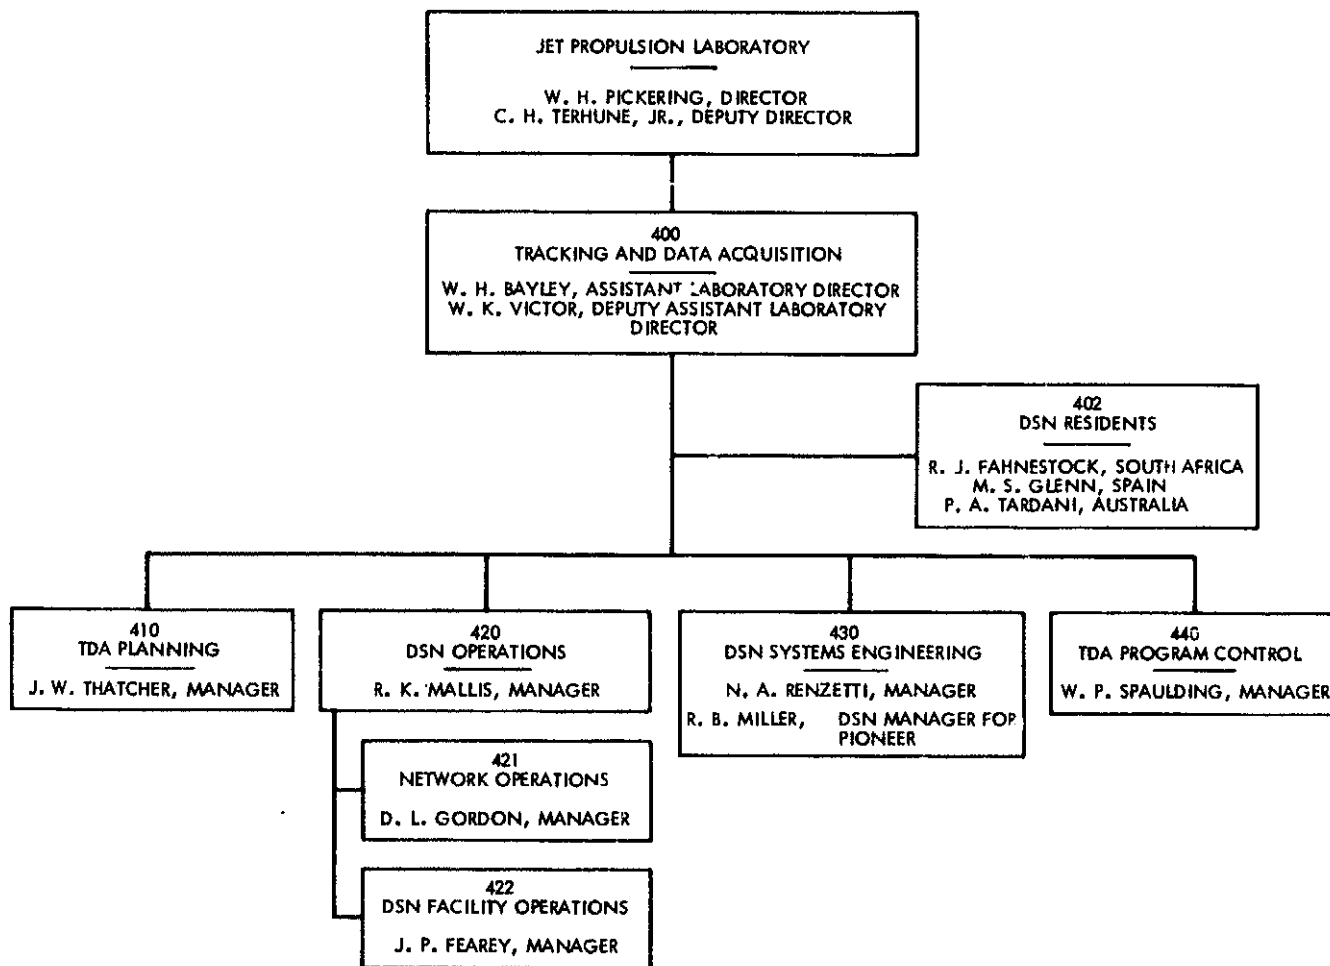 JET PROPULSION LABORATORY
W. H. PICKERING, DIRECTOR
C. H. TERHUNE, JR., DEPUTY DIRECTOR
400
TRACKING AND DATA ACQUISITION
W. H. BAYLEY, ASSISTANT LABORATORY DIRECTOR
W. K. VICTOR, DEPUTY ASSISTANT LABORATORY
DIRECTOR
402
DSN RESIDENTS
R. J. FAHNESTOCK, SOUTH AFRICA
M. S. GLENN, SPAIN
P. A. TARDANI, AUSTRALIA
410
TDA PLANNING
J. W. THATCHER, MANAGER
420
DSN OPERATIONS
R. K. MALLIS, MANAGER
421
NETWORK OPERATIONS
D. L. GORDON, MANAGER
422
DSN FACILITY OPERATIONS
J. P. FEAREY, MANAGER
430
DSN SYSTEMS ENGINEERING
N. A. RENZETTI, MANAGER
R. B. MILLER, DSN MANAGER FOR
PIONEER
440
TDA PROGRAM CONTROL
W. P. SPAULDING, MANAGER